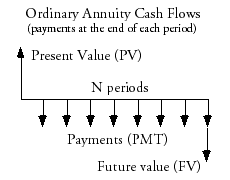 Ordinary Annuity Cash Flows
(payments at the end of each period)
Present Value (PV)
N periods
Payments (PMT)
Future value (FV)